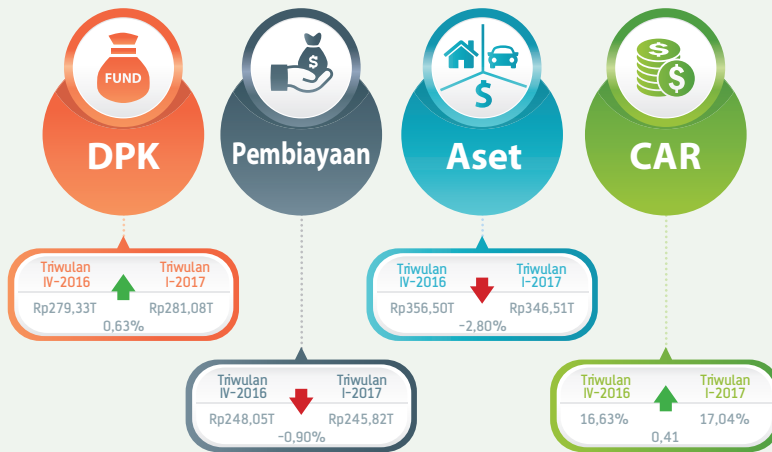 FUND
$
$
$
DPK
Pembiayaan
Aset
CAR
Triwulan
IV-2016
Triwulan
I-2017
Rp279,33T
Rp281,08T
0,63%
Triwulan
IV-2016
Triwulan
I-2017
Rp248,05T
Rp245,82T
-0,90%
Triwulan
IV-2016
Triwulan
I-2017
Rp356,50T
Rp346,51T
-2,80%
Triwulan
IV-2016
Triwulan
I-2017
16,63%
17,04%
0,41